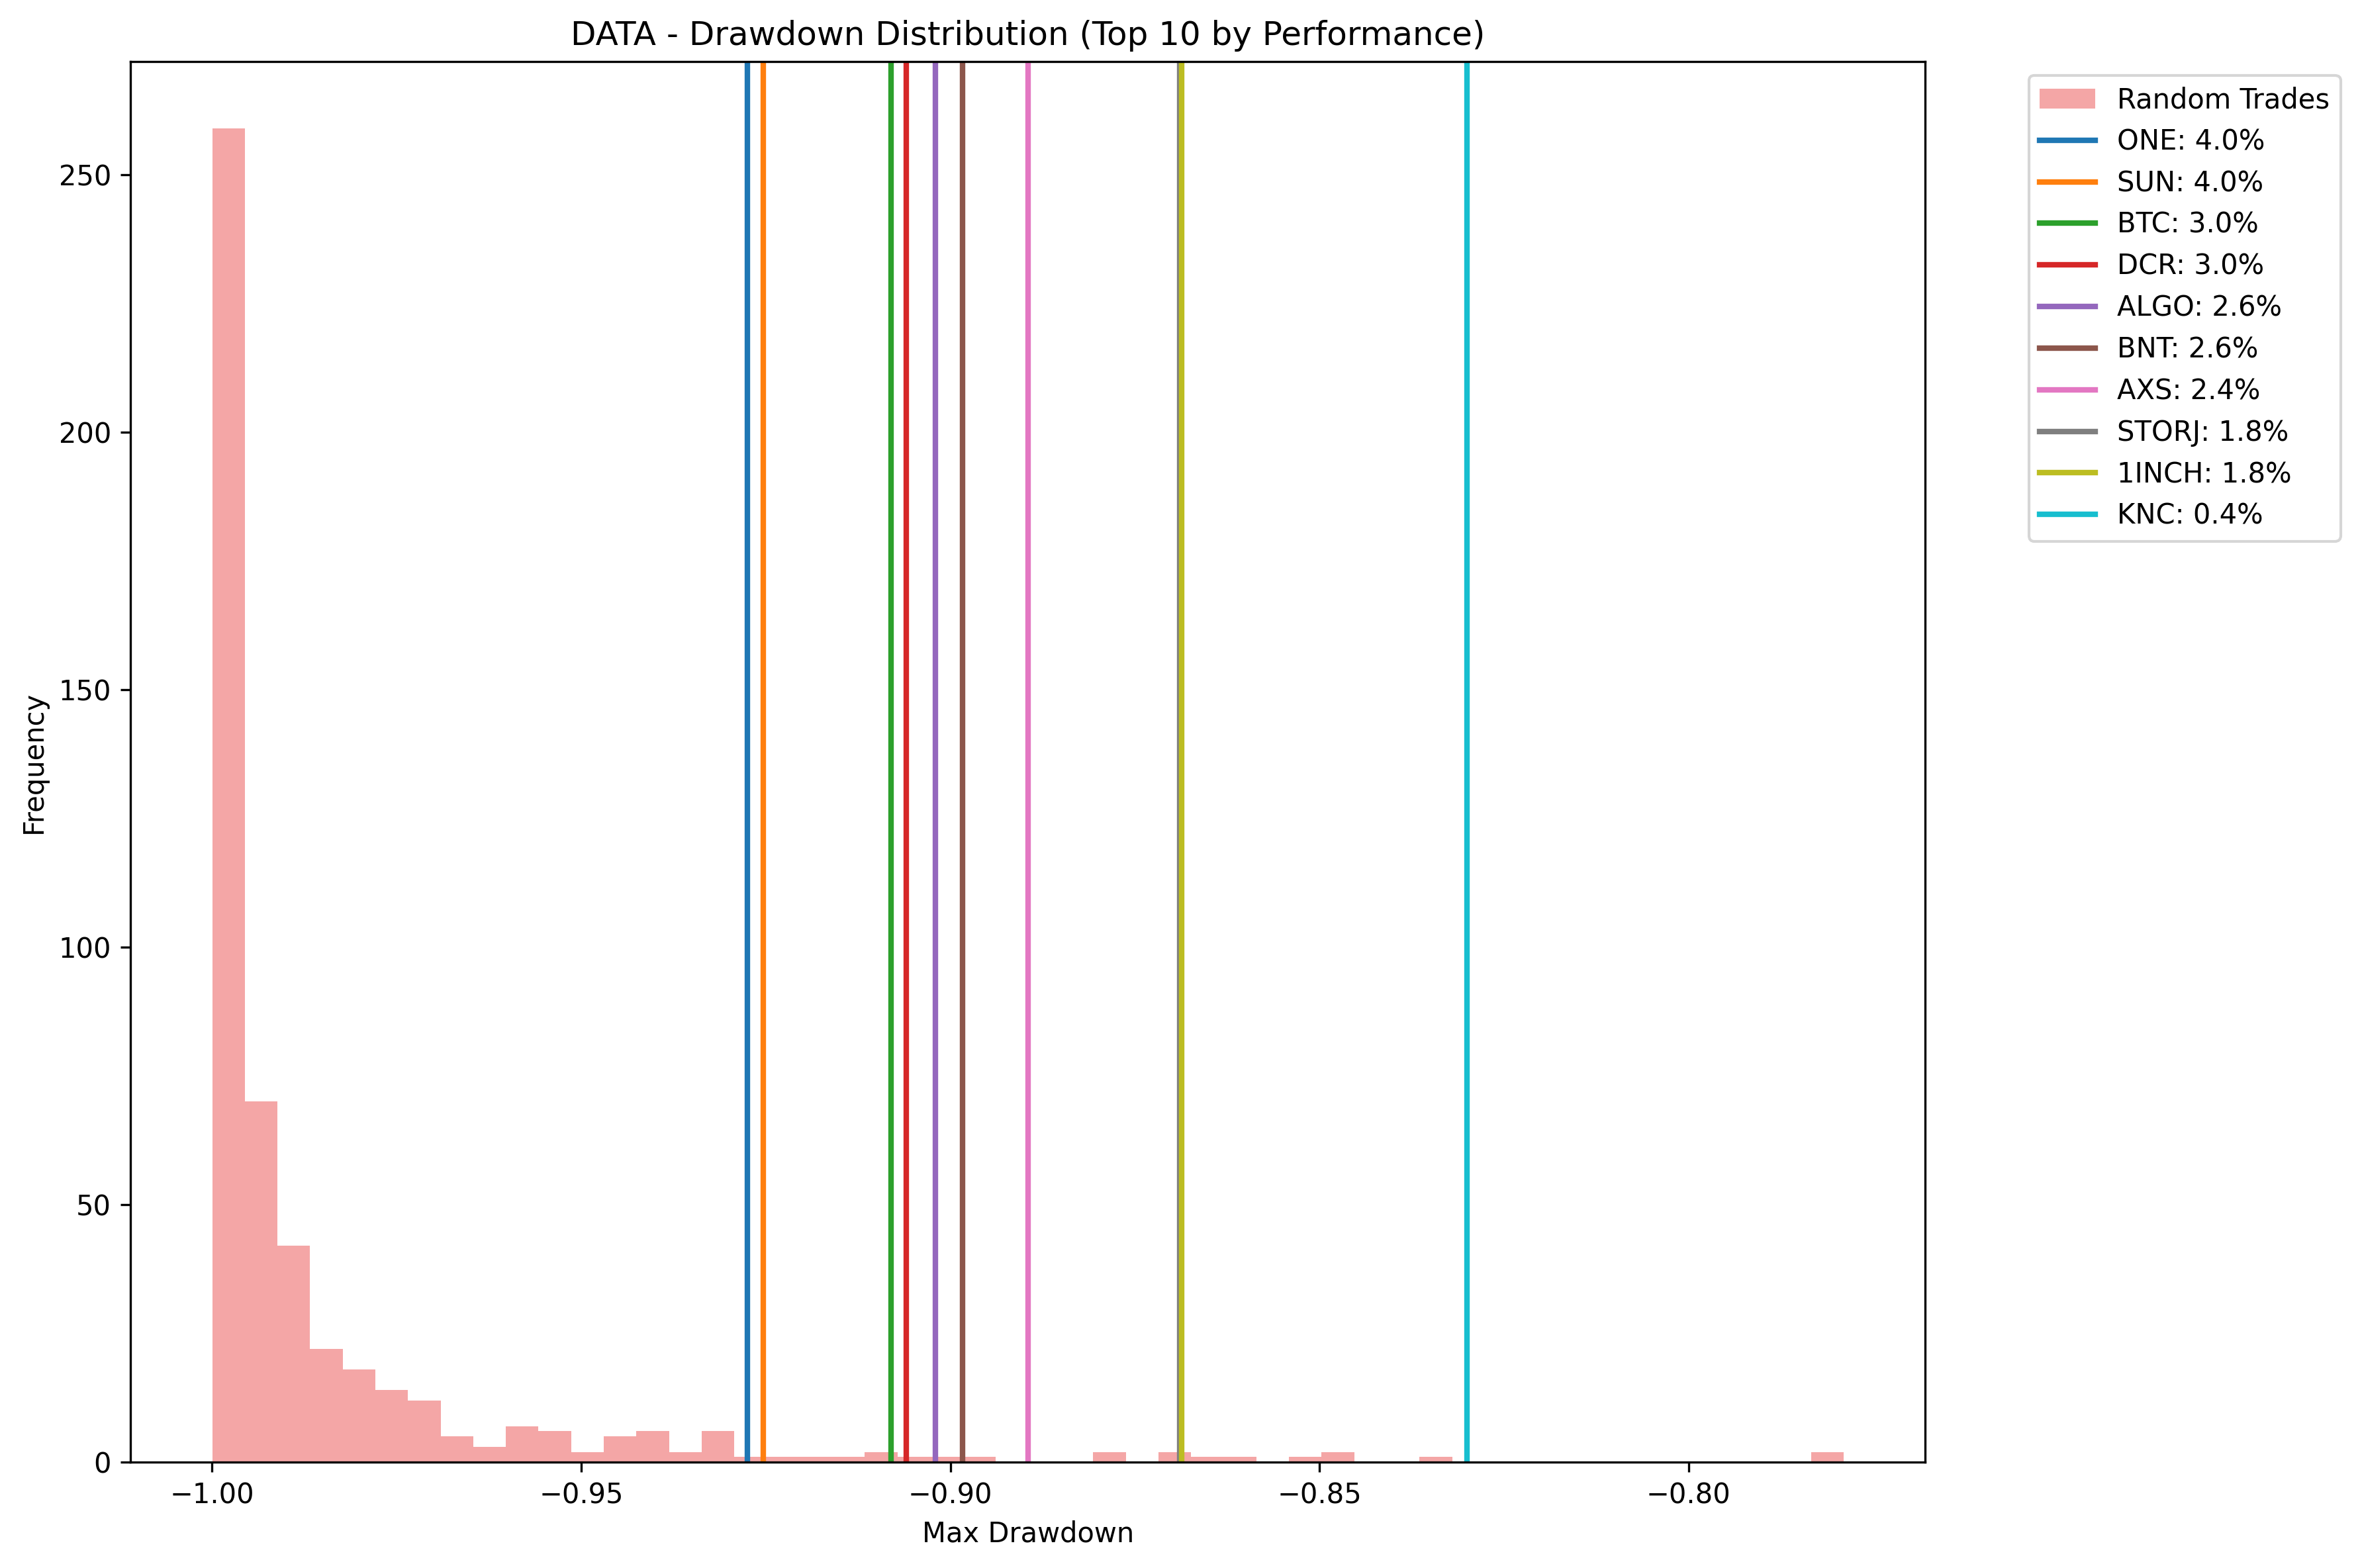 DATA - Drawdown Distribution (Top 10 by Performance)
Random Trades
ONE: 4.0%
SUN: 4.0%
BTC: 3.0%
DCR: 3.0%
ALGO: 2.6%
BNT: 2.6%
AXS: 2.4%
STORJ: 1.8%
1INCH: 1.8%
KNC: 0.4%
250
200
150
100
50
0
Frequency
−1.00 −0.95 −0.90 −0.85 −0.80
Max Drawdown